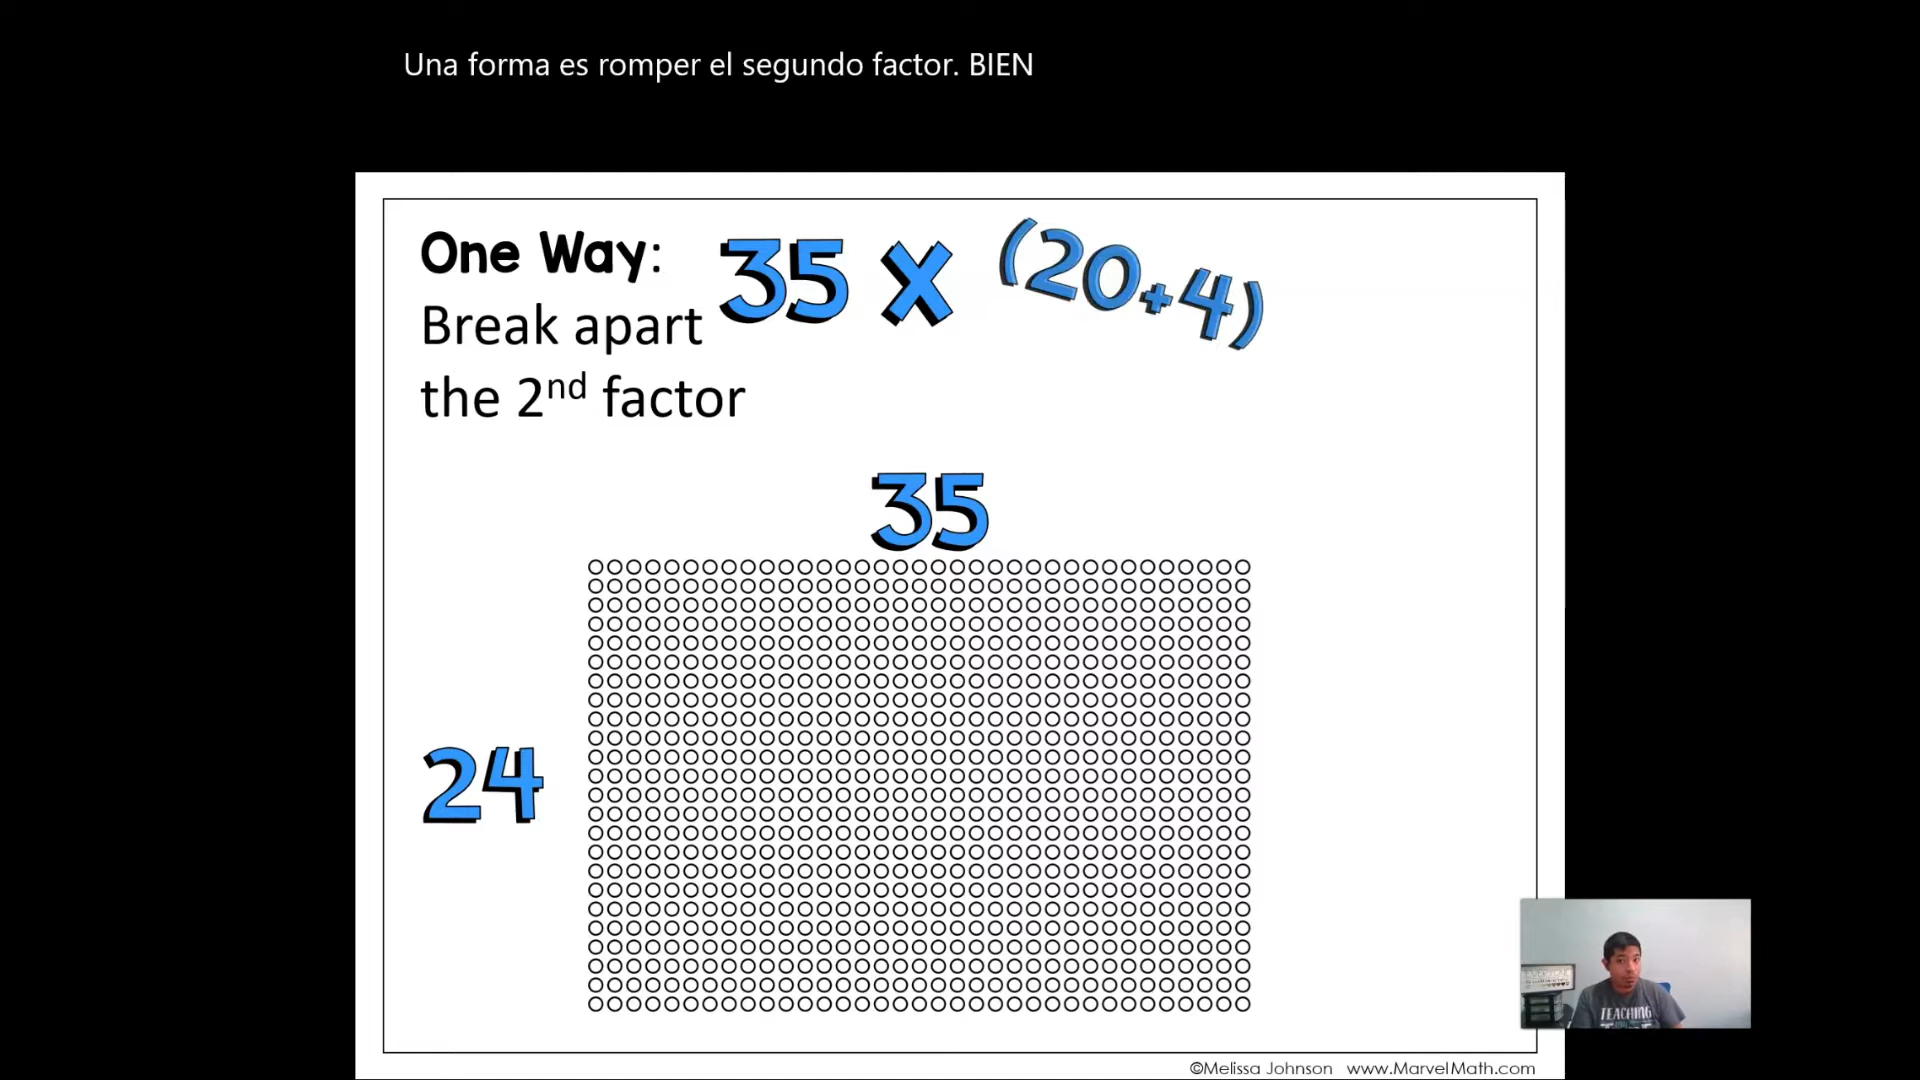 Una forma es romper el segundo factor. BIEN
One Way: 35 x (20+4)
Break apart
the 2nd factor
35
24
TEACHING
©Melissa Johnson www.MarvelMath.com